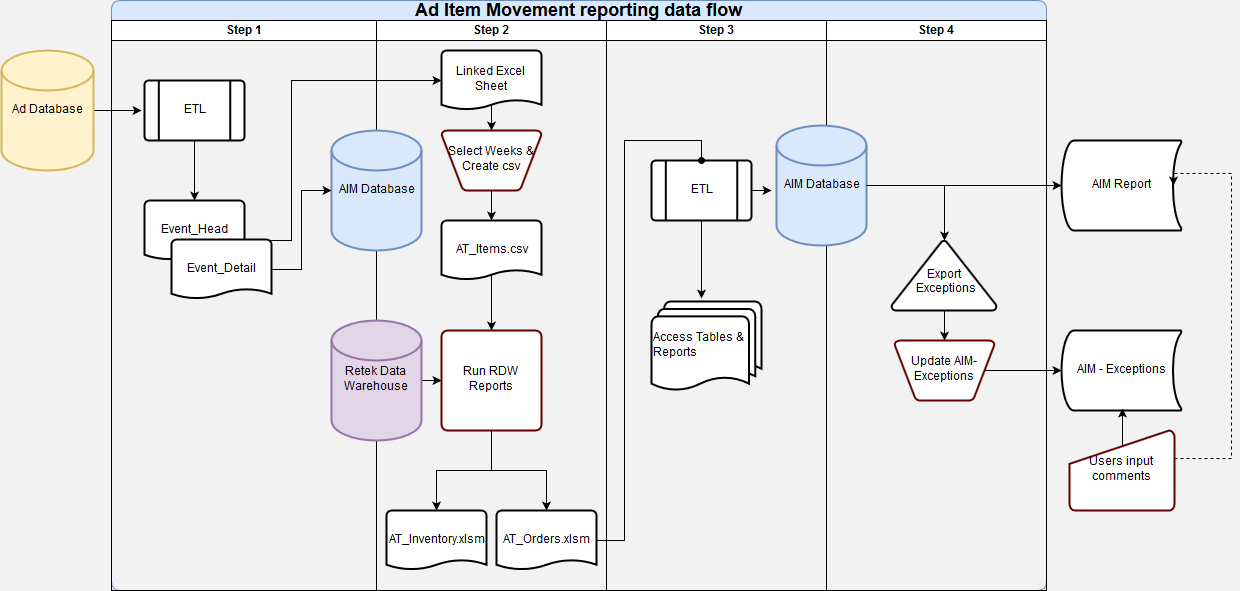 Ad Item Movement reporting data flow
Step 1
Step 2
Step 3
Step 4
Ad Database
ETL
Event_Head
Event_Detail
AIM Database
Retek Data
Warehouse
Linked Excel
Sheet
Select Weeks &
Create csv
AT_Items.csv
Run RDW
Reports
AT_Inventory.xlsm
AT_Orders.xlsm
ETL
Access Tables &
Reports
AIM Database
Export
Exceptions
Update AIM-
Exceptions
AIM Report
AIM - Exceptions
Users input
comments